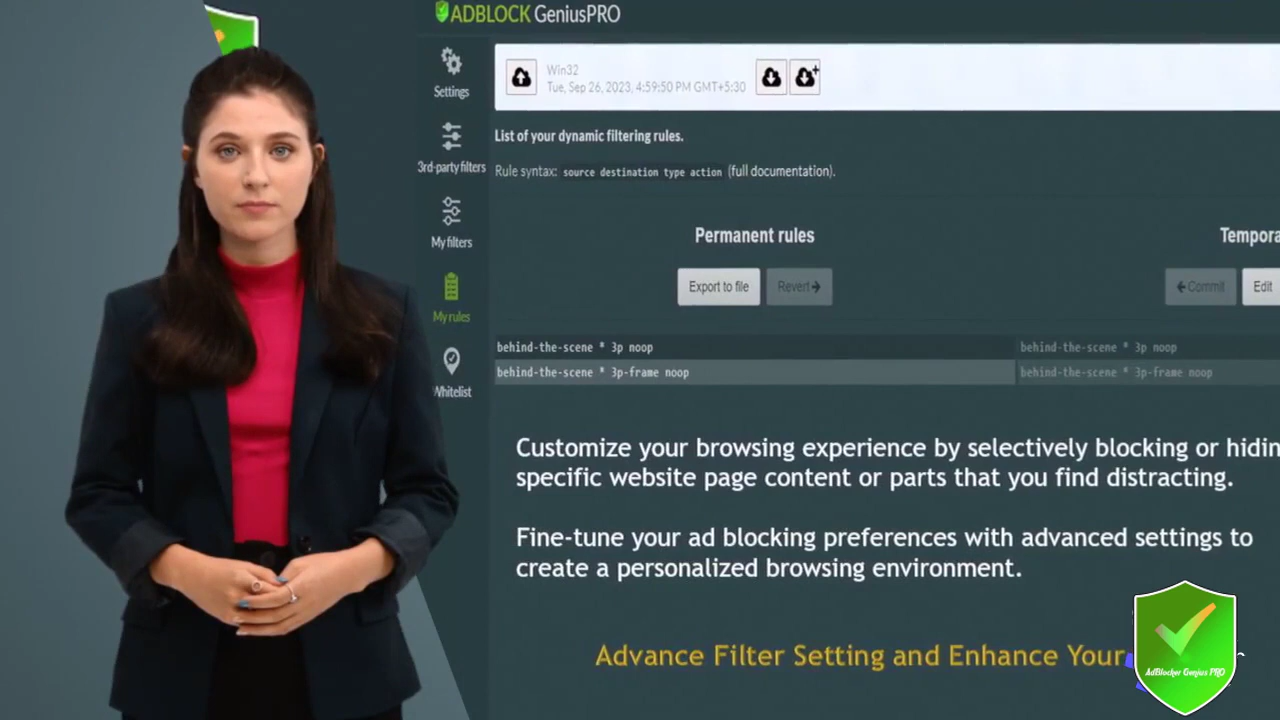 ADBLOCK GeniusPRO
Settings
3rd-party filters
My filters
My rules
Whitelist
Win32
Tue, Sep 26, 2023, 4:59:50 PM GMT+5:30
List of your dynamic filtering rules.
Rule syntax: source destination type action (full documentation).
Permanent rules
Export to file
Revert
behind-the-scene * 3p noop
behind-the-scene * 3p-frame noop
Tempora
Commit
Edit
behind-the-scene * 3p noop
behind-the-scene * 3p-frame noop
Customize your browsing experience by selectively blocking or hidin
specific website page content or parts that you find distracting.
Fine-tune your ad blocking preferences with advanced settings to
create a personalized browsing environment.
Advance Filter Setting and Enhance Your
AdBlocker Genius PRO